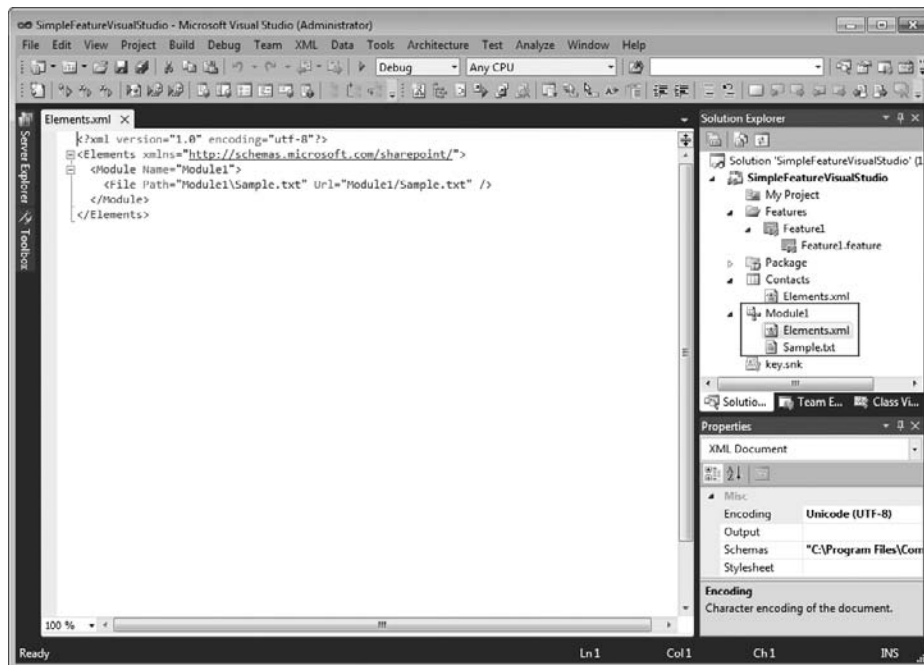 SimpleFeatureVisualStudio - Microsoft Visual Studio (Administrator)
File Edit View Project Build Debug Team XML Data Tools Architecture Test Analyze Window Help
Debug Any CPU
Server Explorer
Toolbox
Elements.xml
<?xml version="1.0" encoding="utf-8"?>
<Elements xmlns="http://schemas.microsoft.com/sharepoint/">
<Module Name="Module1">
<File Path="Module1\Sample.txt" Url="Module1/Sample.txt" />
</Module>
</Elements>
100 %
Solution Explorer
Solution 'SimpleFeatureVisualStudio' (1
SimpleFeatureVisualStudio
My Project
Features
Feature1
Feature1.feature
Package
Contacts
Elements.xml
Module1
Elements.xml
Sample.txt
key.snk
Solutio... Team E... Class Vi...
Properties
XML Document
Misc
Encoding Unicode (UTF-8)
Output
Schemas "C:\Program Files\Com
Stylesheet
Encoding
Character encoding of the document.
Ready Ln 1 Col 1 Ch 1 INS